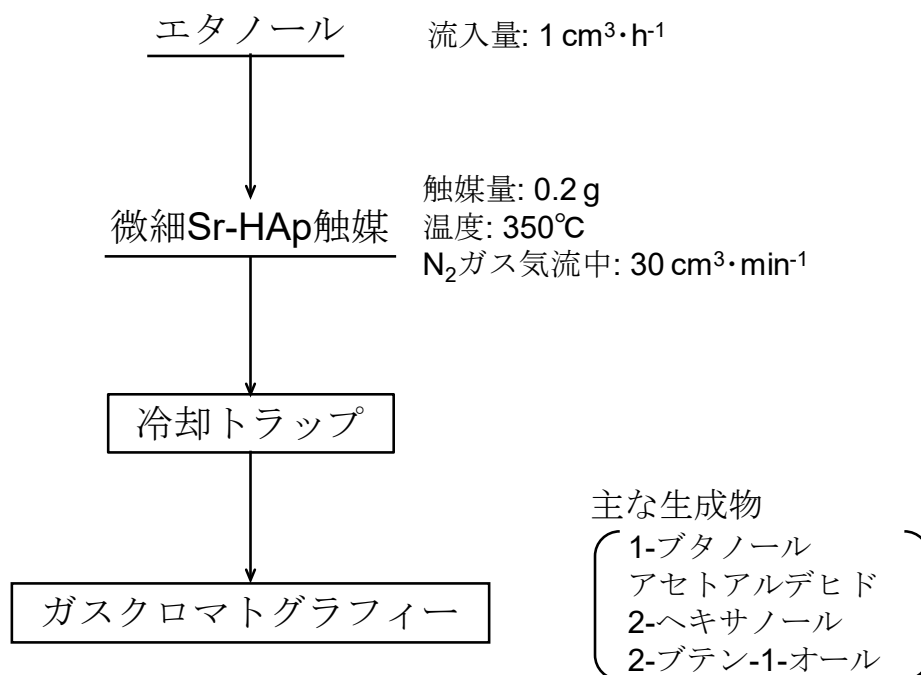 エタノール
流入量: 1 cm³·h⁻¹
微細Sr-HAp触媒
触媒量: 0.2 g
温度: 350℃
N₂ガス気流中: 30 cm³·min⁻¹
冷却トラップ
ガスクロマトグラフィー
主な生成物
1-ブタノール
アセトアルデヒド
2-ヘキサノール
2-ブテン-1-オール